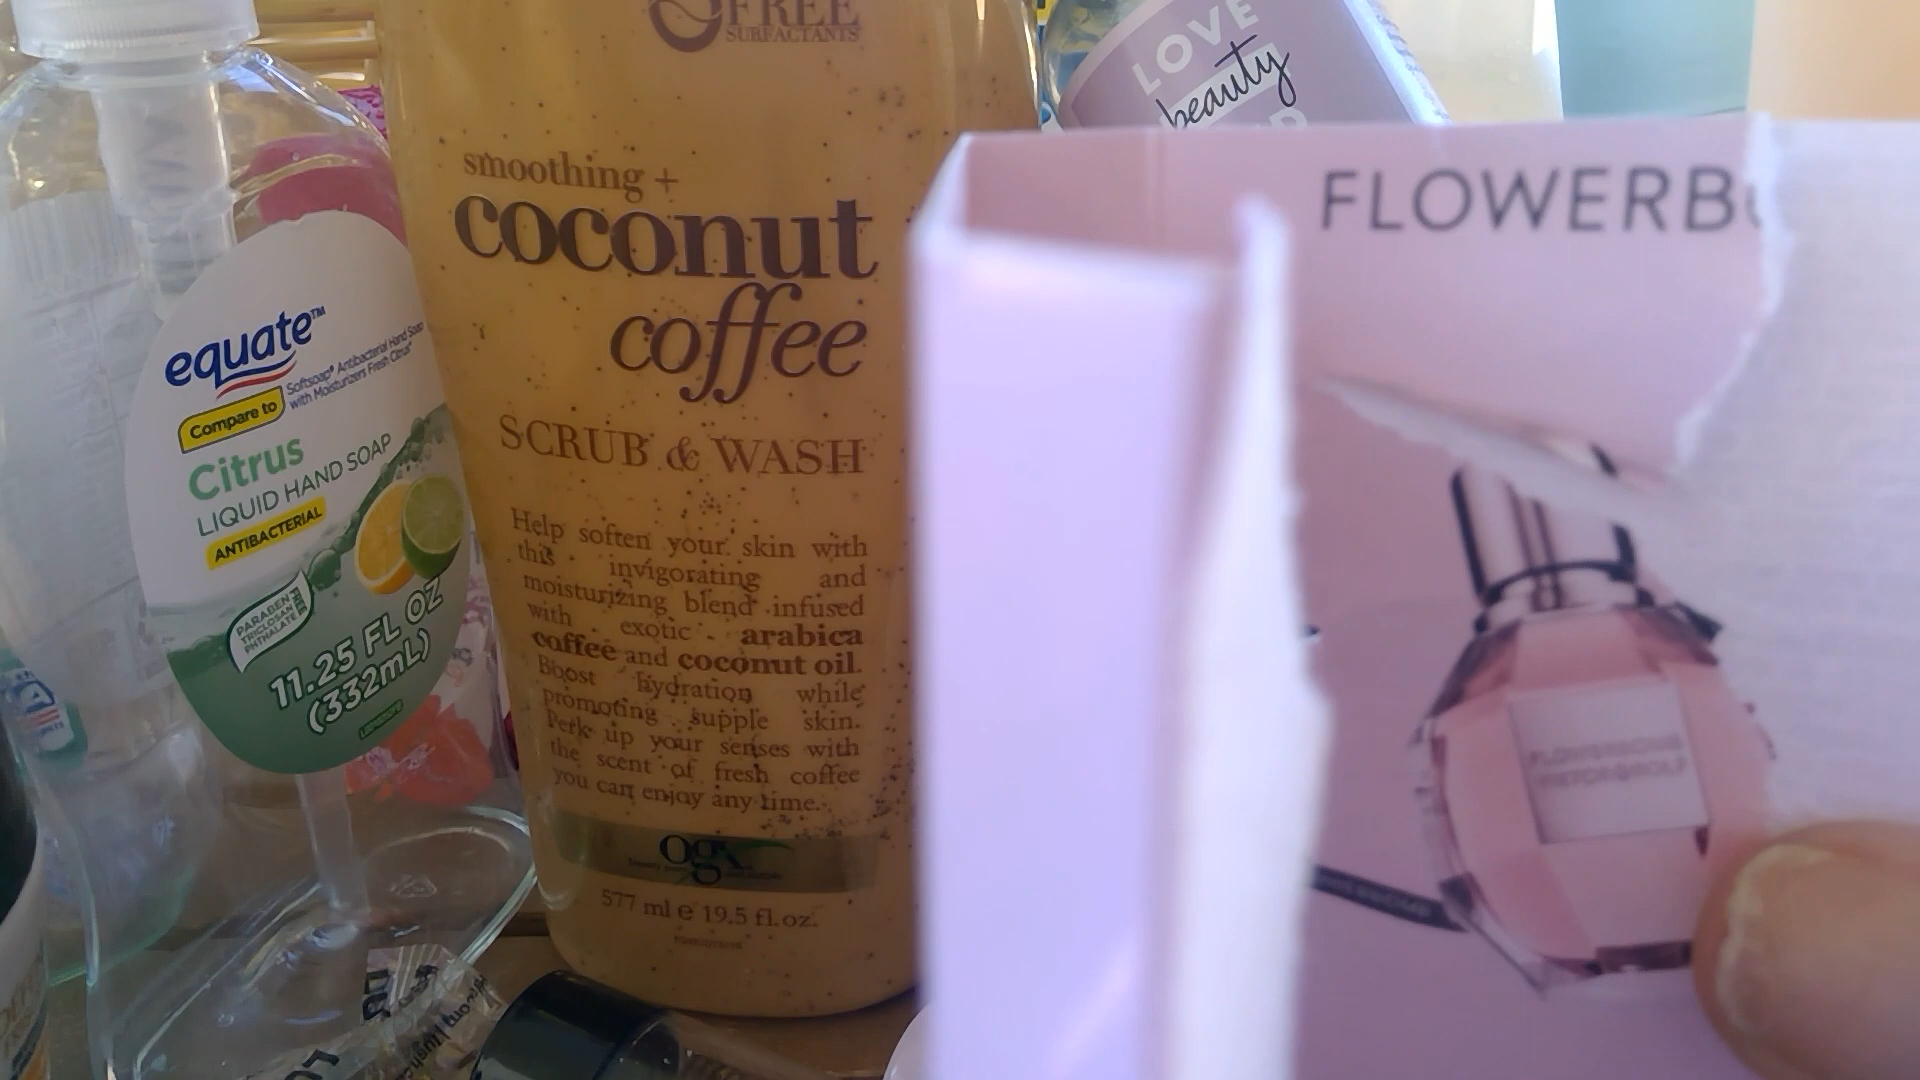 equate™
Compare to
Softsoap® Antibacterial Hand Soap
with Moisturizers Fresh Citrus*
Citrus
LIQUID HAND SOAP
ANTIBACTERIAL
PARABEN
TRICLOSAN
PHTHALATE
FREE
11.25 FL OZ
(332mL)
FREE
SURFACTANTS*
smoothing +
coconut
coffee
SCRUB & WASH
Help soften your skin with
this invigorating and
moisturizing blend infused
with exotic arabica
coffee and coconut oil.
Boost hydration while
promoting supple skin.
Perk up your senses with
the scent of fresh coffee
you can enjoy any time.
ogx
577 ml e 19.5 fl. oz.
LOVE
beauty
FLOWERB
FLOWERBOMB
VIKTOR&ROLF